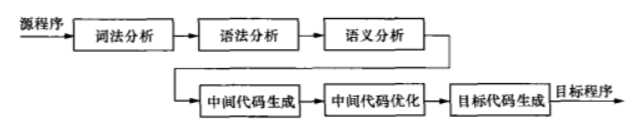 源程序
词法分析
语法分析
语义分析
中间代码生成
中间代码优化
目标代码生成
目标程序